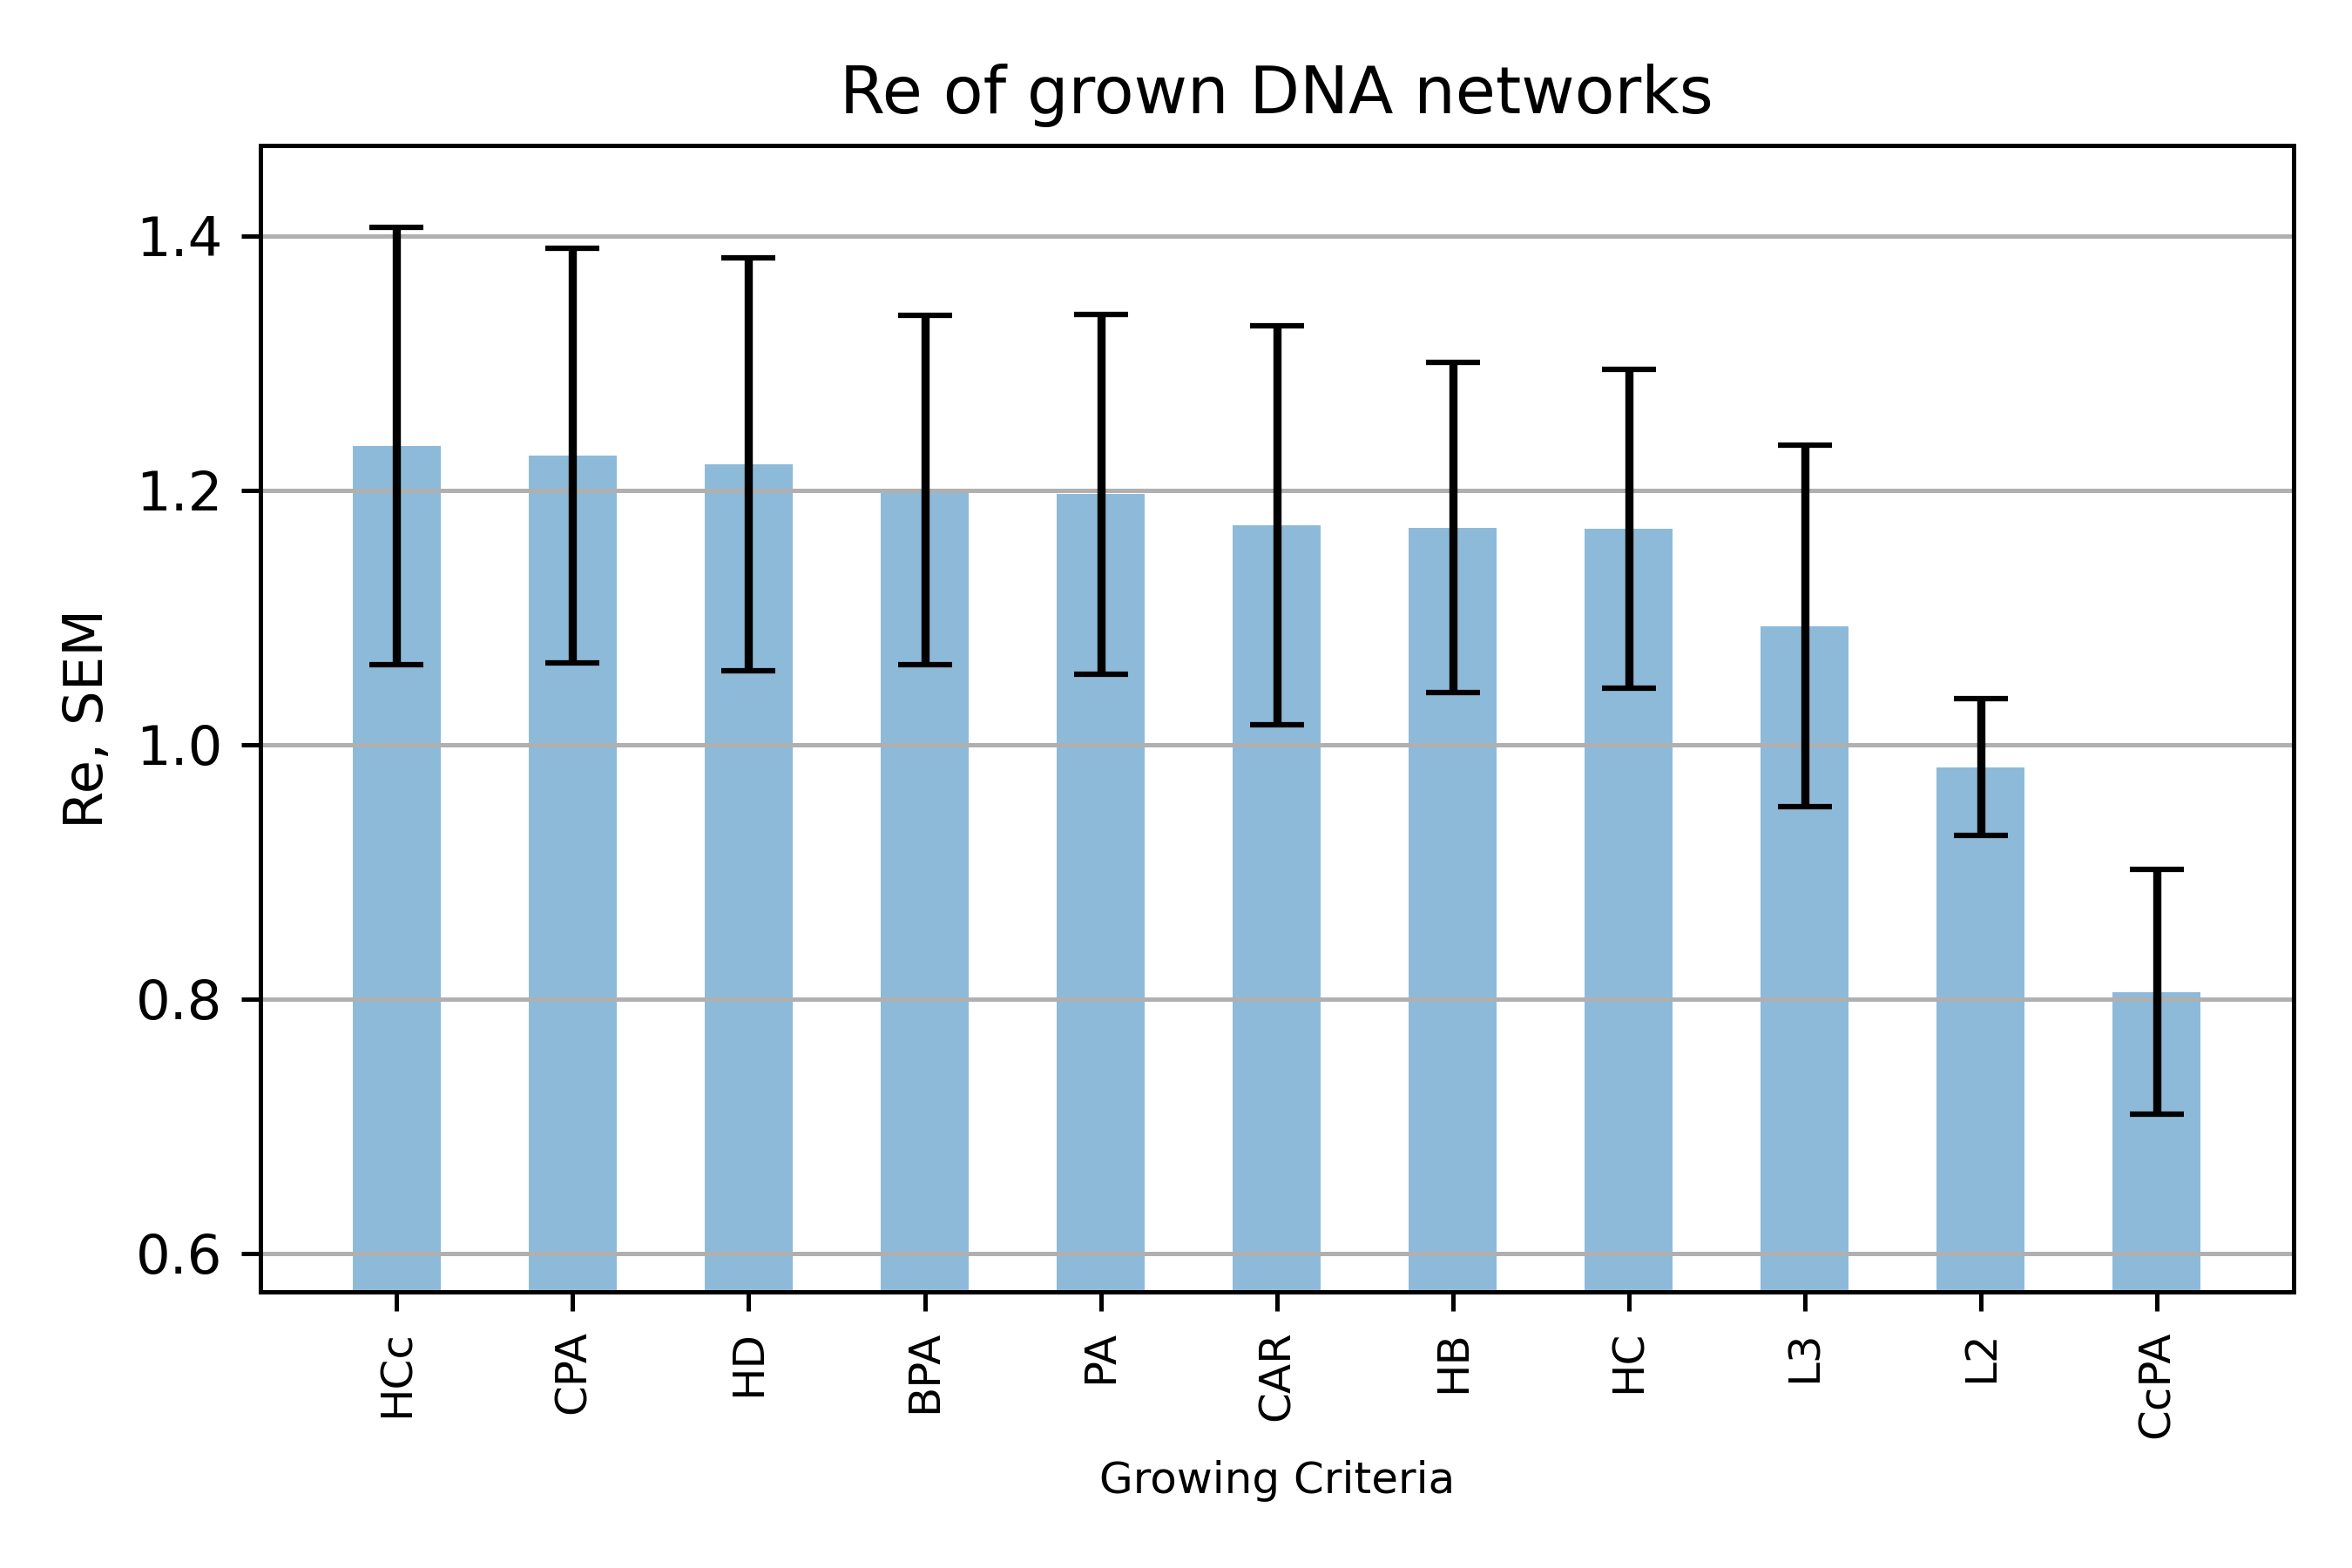 Re of grown DNA networks
Re, SEM
1.4
1.2
1.0
0.8
0.6
HCc
CPA
HD
BPA
PA
CAR
HB
HC
L3
L2
CcPA
Growing Criteria